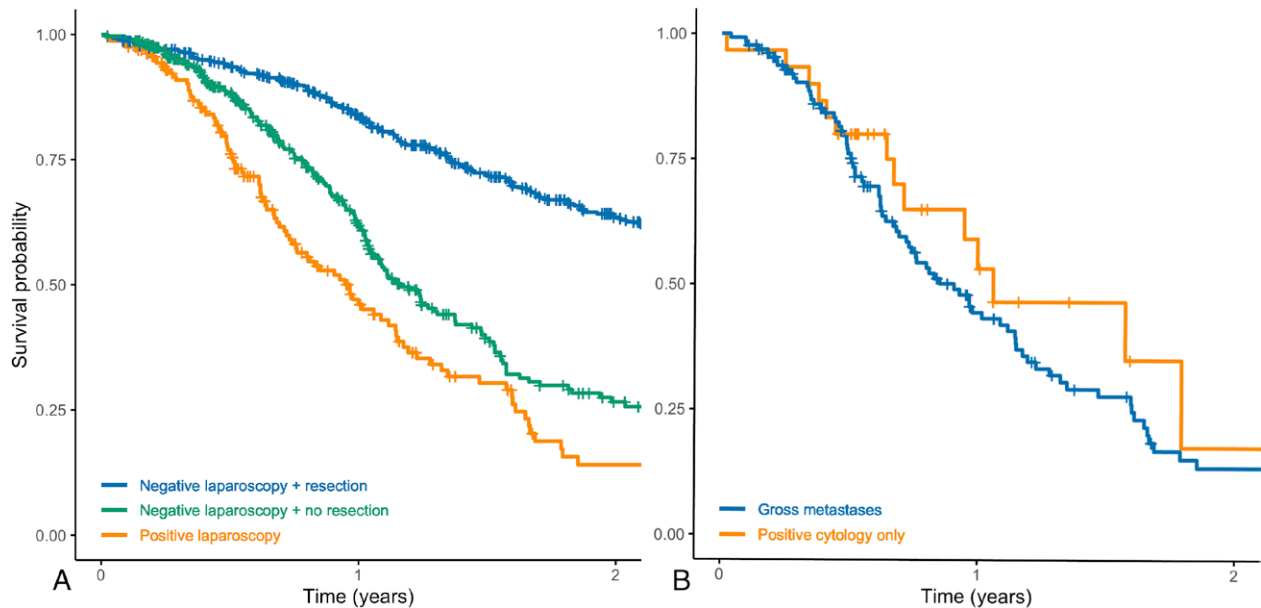 Survival probability
1.00
0.75
0.50
0.25
0.00
Negative laparoscopy + resection
Negative laparoscopy + no resection
Positive laparoscopy
0
1
2
Time (years)
A
1.00
0.75
0.50
0.25
0.00
Gross metastases
Positive cytology only
0
1
2
Time (years)
B